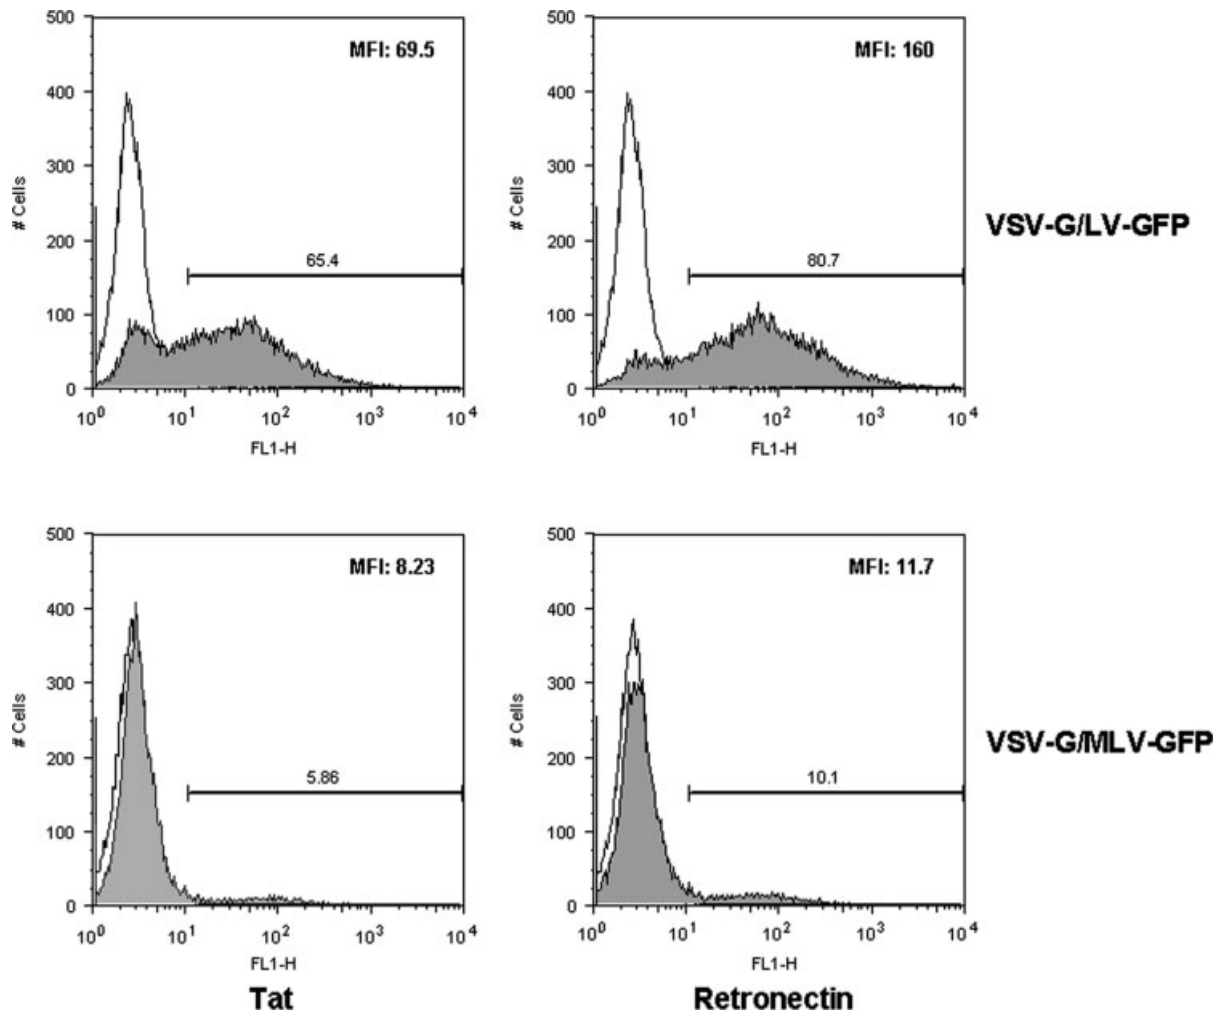 500
400
300
200
100
0
# Cells
MFI: 69.5
65.4
10^0 10^1 10^2 10^3 10^4
FL1-H
500
400
300
200
100
0
# Cells
MFI: 160
80.7
10^0 10^1 10^2 10^3 10^4
FL1-H
VSV-G/LV-GFP
500
400
300
200
100
0
# Cells
MFI: 8.23
5.86
10^0 10^1 10^2 10^3 10^4
FL1-H
Tat
500
400
300
200
100
0
# Cells
MFI: 11.7
10.1
10^0 10^1 10^2 10^3 10^4
FL1-H
Retronectin
VSV-G/MLV-GFP